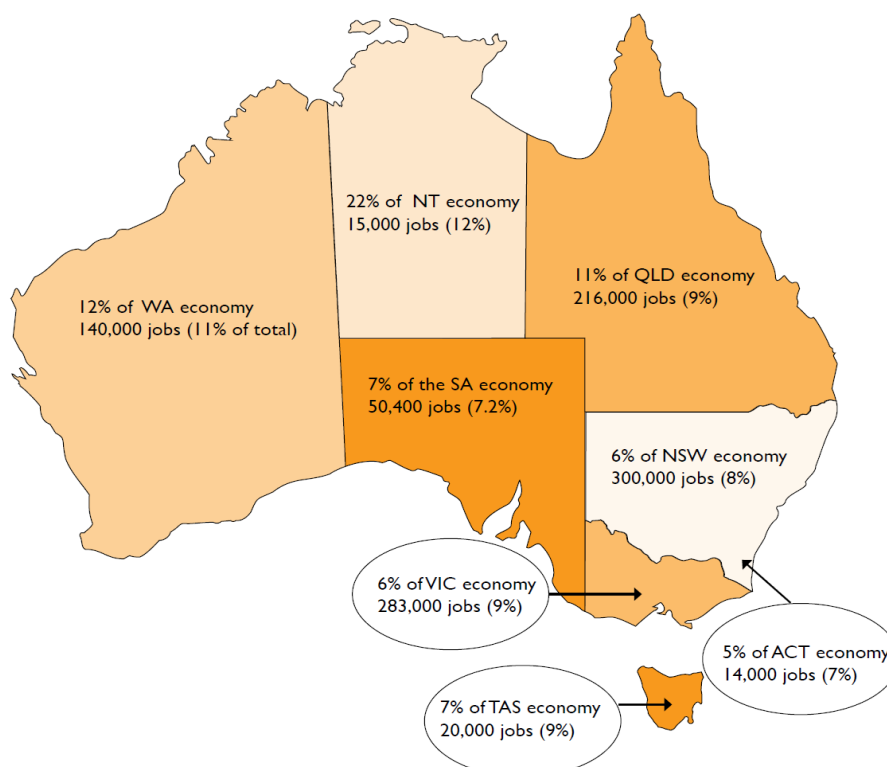 22% of NT economy
15,000 jobs (12%)
11% of QLD economy
216,000 jobs (9%)
12% of WA economy
140,000 jobs (11% of total)
7% of the SA economy
50,400 jobs (7.2%)
6% of NSW economy
300,000 jobs (8%)
6% of VIC economy
283,000 jobs (9%)
5% of ACT economy
14,000 jobs (7%)
7% of TAS economy
20,000 jobs (9%)